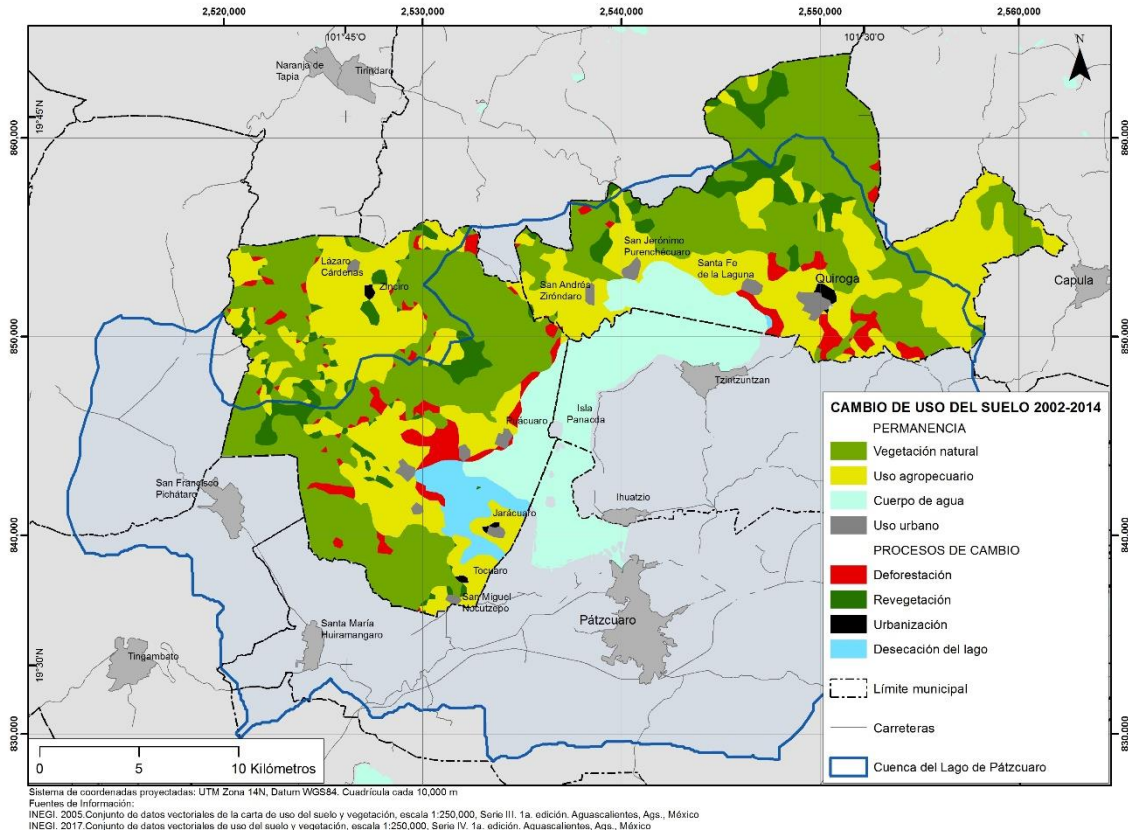 2,520,000 2,530,000 2,540,000 2,550,000 2,560,000
101°45'O 101°30'O
N
Naranja de
Tapia
Tiríndaro
19°45'N
860,000 860,000
San Jerónimo
Purenchécuaro
Lázaro
Cárdenas
Santa Fo
de la Laguna
Zinciro
San Andrés
Ziróndaro
Quiroga
Capula
850,000 850,000
Tzintzuntzan
Isla
Panacda
Puácuaro
San Francisco
Pichátaro
Ihuatzio
Jarácuaro
840,000 840,000
Tocuaro
San Miguel
Nocutzepo
Santa María
Huiramangaro
Pátzcuaro
Tingambato
19°30'N
830,000 830,000
CAMBIO DE USO DEL SUELO 2002-2014
PERMANENCIA
Vegetación natural
Uso agropecuario
Cuerpo de agua
Uso urbano
PROCESOS DE CAMBIO
Deforestación
Revegetación
Urbanización
Desecación del lago
Límite municipal
Carreteras
Cuenca del Lago de Pátzcuaro
0 5 10 Kilómetros
Sistema de coordenadas proyectadas: UTM Zona 14N, Datum WGS84. Cuadrícula cada 10,000 m
Fuentes de Información:
INEGI. 2005.Conjunto de datos vectoriales de la carta de uso del suelo y vegetación, escala 1:250,000, Serie III. 1a. edición. Aguascalientes, Ags., México
INEGI. 2017.Conjunto de datos vectoriales de uso del suelo y vegetación, escala 1:250,000, Serie IV. 1a. edición. Aguascalientes, Ags., México